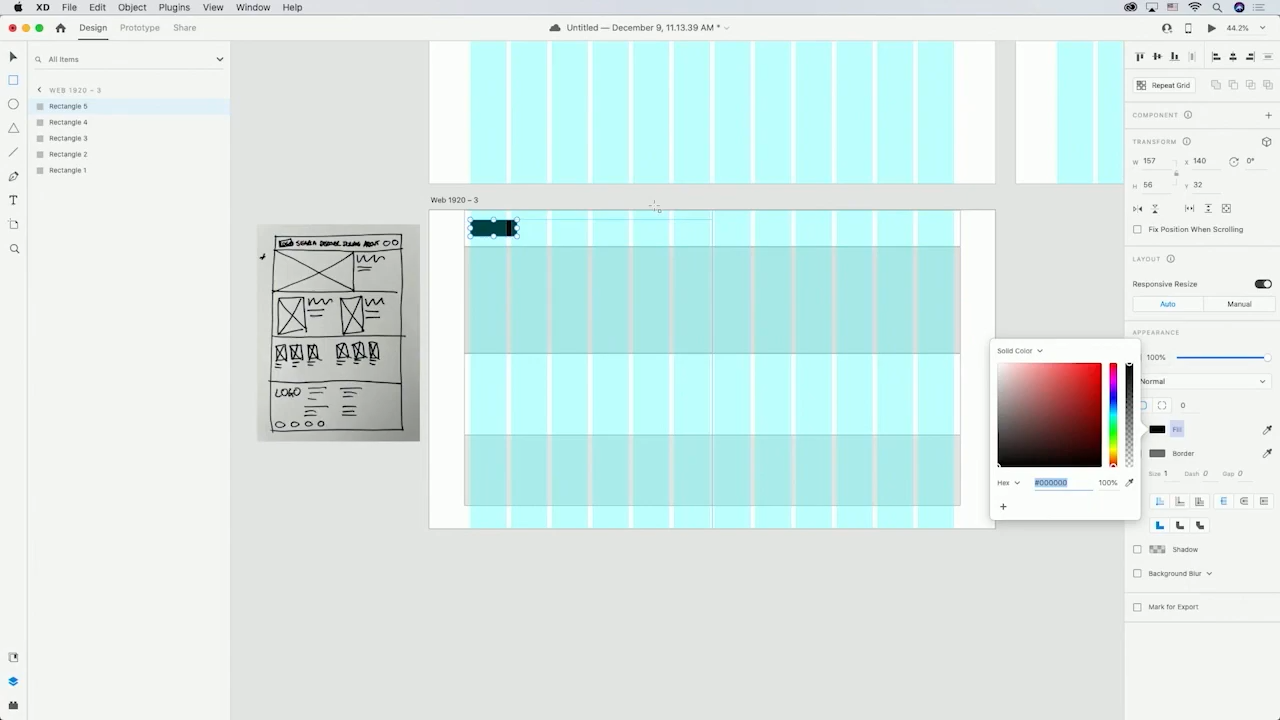 XD File Edit Object Plugins View Window Help
Design Prototype Share
Untitled — December 9, 11.13.39 AM *
44.2%
All Items
WEB 1920 – 3
Rectangle 5
Rectangle 4
Rectangle 3
Rectangle 2
Rectangle 1
Web 1920 – 3
LOGO
ABOUT
LOGO
Repeat Grid
COMPONENT
TRANSFORM
W 157 X 140 0°
H 56 Y 32
Fix Position When Scrolling
LAYOUT
Responsive Resize
Auto Manual
APPEARANCE
100%
Normal
0
Fill
Border
Size 1 Dash 0 Gap 0
Shadow
Background Blur
Mark for Export
Solid Color
Hex #000000 100%